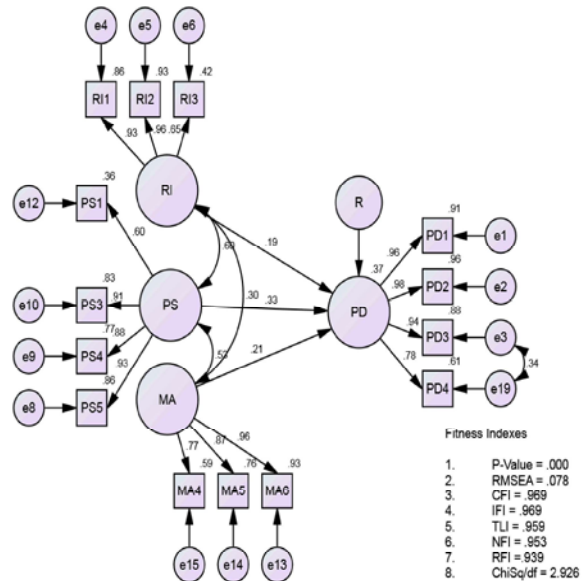 e4 e5 e6
.86 .93 .42
RI1 RI2 RI3
.93 .96 .65
RI
.36
e12 PS1
.60
R
.19
.91
.96 PD1 e1
.37
.96
PD .98 PD2 e2
.88
.94 PD3 e3
.78 .61 .34
PD4 e19
.83
e10 PS3 .91
PS .30 .33
.77 .88
e9 PS4
.93
.21
.86
e8 PS5
MA
.77 .87 .96
.59 .76 .93
MA4 MA5 MA6
e15 e14 e13
Fitness Indexes
1. P-Value = .000
2. RMSEA = .078
3. CFI = .969
4. IFI = .969
5. TLI = .959
6. NFI = .953
7. RFI = .939
8. ChiSq/df = 2.926